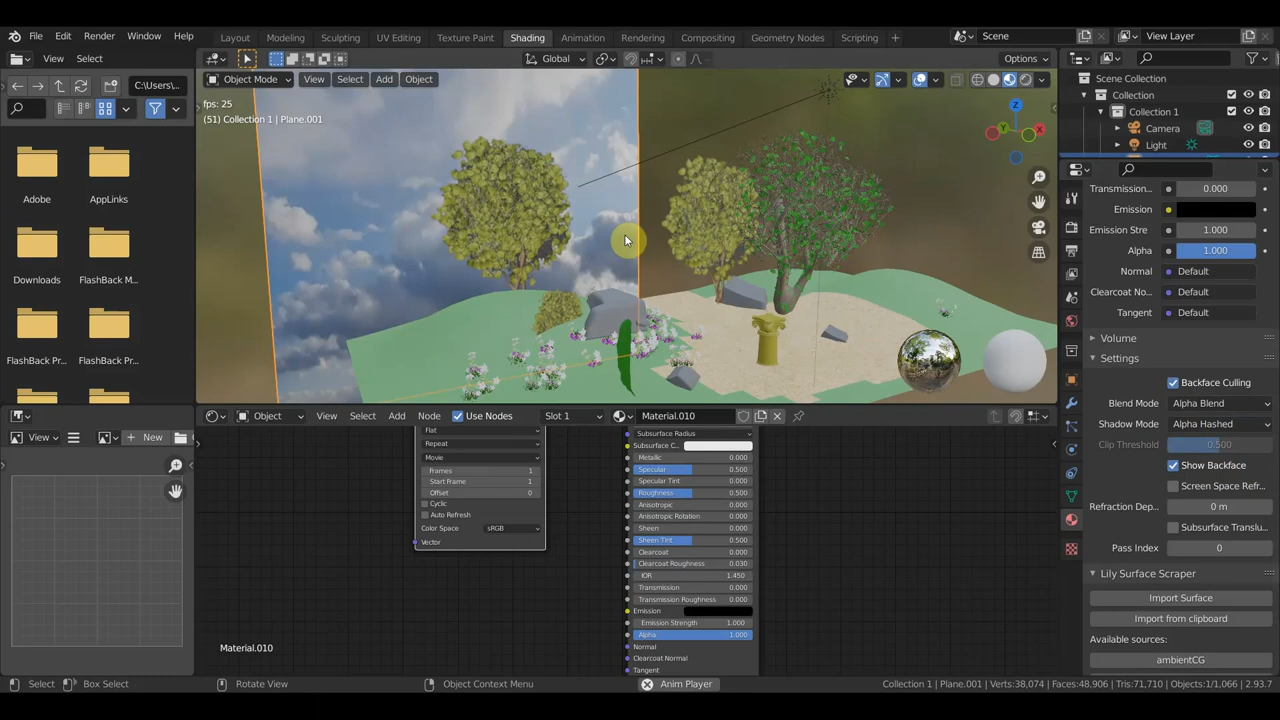 File Edit Render Window Help
Layout Modeling Sculpting UV Editing Texture Paint Shading Animation Rendering Compositing Geometry Nodes Scripting +
Scene View Layer
View Select
Global Options
C:\Users\...
Object Mode View Select Add Object
fps: 25
(51) Collection 1 | Plane.001
Z
Y X
Adobe AppLinks
Downloads FlashBack M...
FlashBack Pr... FlashBack Pr...
Scene Collection
Collection
Collection 1
Camera
Light
Transmission... 0.000
Emission
Emission Stre 1.000
Alpha 1.000
Normal Default
Clearcoat No... Default
Tangent Default
Volume
Settings
Backface Culling
Blend Mode Alpha Blend
Shadow Mode Alpha Hashed
Clip Threshold 0.500
Show Backface
Screen Space Refr...
Refraction Dep... 0 m
Subsurface Translu...
Pass Index 0
Lily Surface Scraper
Import Surface
Import from clipboard
Available sources:
ambientCG
View + New
Object View Select Add Node Use Nodes Slot 1 Material.010
Flat
Repeat
Movie
Frames 1
Start Frame 1
Offset 0
Cyclic
Auto Refresh
Color Space sRGB
Vector
Subsurface Radius
Subsurface C...
Metallic 0.000
Specular 0.500
Specular Tint 0.000
Roughness 0.500
Anisotropic 0.000
Anisotropic Rotation 0.000
Sheen 0.000
Sheen Tint 0.500
Clearcoat 0.000
Clearcoat Roughness 0.030
IOR 1.450
Transmission 0.000
Transmission Roughness 0.000
Emission
Emission Strength 1.000
Alpha 1.000
Normal
Clearcoat Normal
Tangent
Material.010
Select Box Select Rotate View Object Context Menu Anim Player Collection 1 | Plane.001 | Verts:38,074 | Faces:48,906 | Tris:71,710 | Objects:1/1,066 | 2.93.7